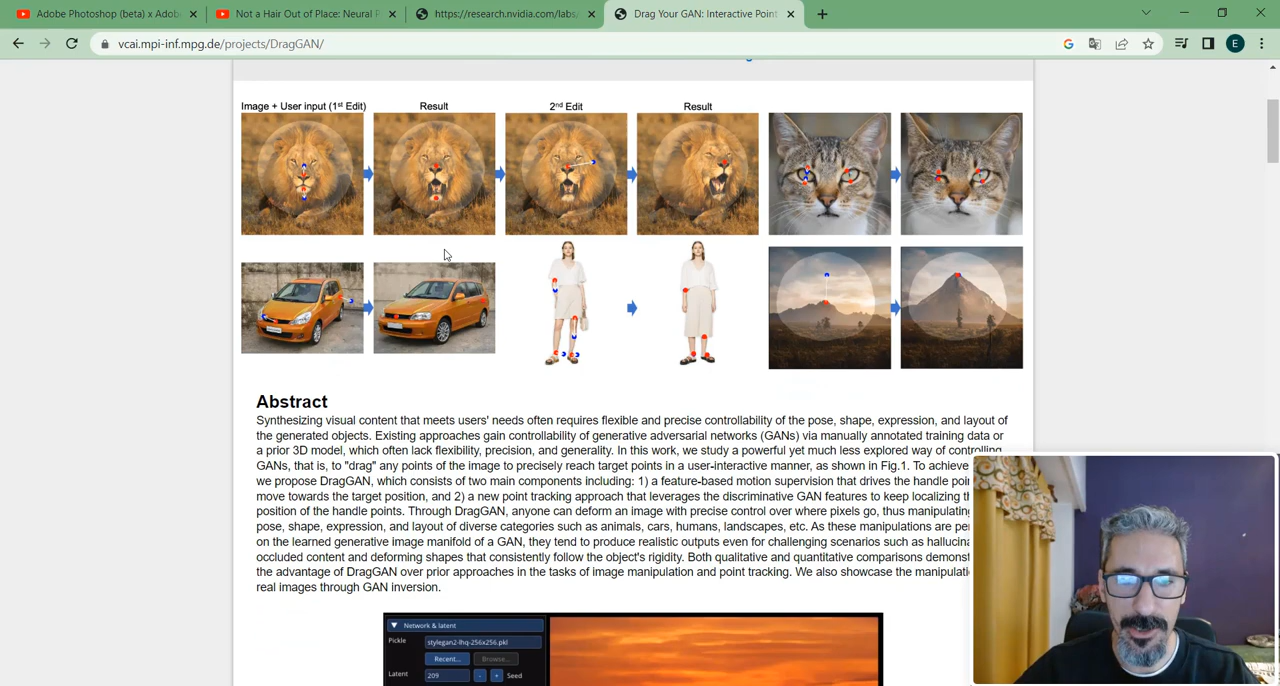 Adobe Photoshop (beta) x Adob
Not a Hair Out of Place: Neural P
https://research.nvidia.com/labs/
Drag Your GAN: Interactive Point
vcai.mpi-inf.mpg.de/projects/DragGAN/
E
Image + User input (1st Edit)
Result
2nd Edit
Result
Abstract
Synthesizing visual content that meets users' needs often requires flexible and precise controllability of the pose, shape, expression, and layout of
the generated objects. Existing approaches gain controllability of generative adversarial networks (GANs) via manually annotated training data or
a prior 3D model, which often lack flexibility, precision, and generality. In this work, we study a powerful yet much less explored way of controlling
GANs, that is, to "drag" any points of the image to precisely reach target points in a user-interactive manner, as shown in Fig.1. To achieve
we propose DragGAN, which consists of two main components including: 1) a feature-based motion supervision that drives the handle poi
move towards the target position, and 2) a new point tracking approach that leverages the discriminative GAN features to keep localizing th
position of the handle points. Through DragGAN, anyone can deform an image with precise control over where pixels go, thus manipulating
pose, shape, expression, and layout of diverse categories such as animals, cars, humans, landscapes, etc. As these manipulations are per
on the learned generative image manifold of a GAN, they tend to produce realistic outputs even for challenging scenarios such as hallucina
occluded content and deforming shapes that consistently follow the object's rigidity. Both qualitative and quantitative comparisons demonst
the advantage of DragGAN over prior approaches in the tasks of image manipulation and point tracking. We also showcase the manipulati
real images through GAN inversion.
Network & latent
Pickle
stylegan2-lhq-256x256.pkl
Recent...
Browse...
Latent
209
-
+
Seed